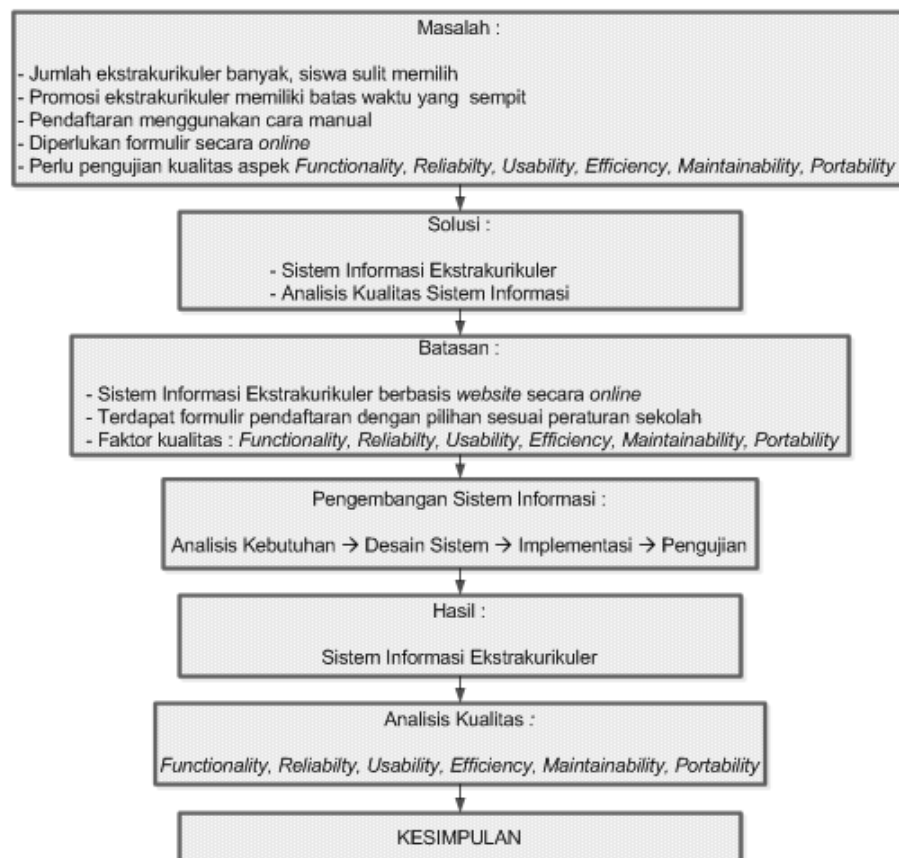 Masalah :
- Jumlah ekstrakurikuler banyak, siswa sulit memilih
- Promosi ekstrakurikuler memiliki batas waktu yang sempit
- Pendaftaran menggunakan cara manual
- Diperlukan formulir secara online
- Perlu pengujian kualitas aspek Functionality, Reliabilty, Usability, Efficiency, Maintainability, Portability
Solusi :
- Sistem Informasi Ekstrakurikuler
- Analisis Kualitas Sistem Informasi
Batasan :
- Sistem Informasi Ekstrakurikuler berbasis website secara online
- Terdapat formulir pendaftaran dengan pilihan sesuai peraturan sekolah
- Faktor kualitas : Functionality, Reliabilty, Usability, Efficiency, Maintainability, Portability
Pengembangan Sistem Informasi :
Analisis Kebutuhan → Desain Sistem → Implementasi → Pengujian
Hasil :
Sistem Informasi Ekstrakurikuler
Analisis Kualitas :
Functionality, Reliabilty, Usability, Efficiency, Maintainability, Portability
KESIMPULAN